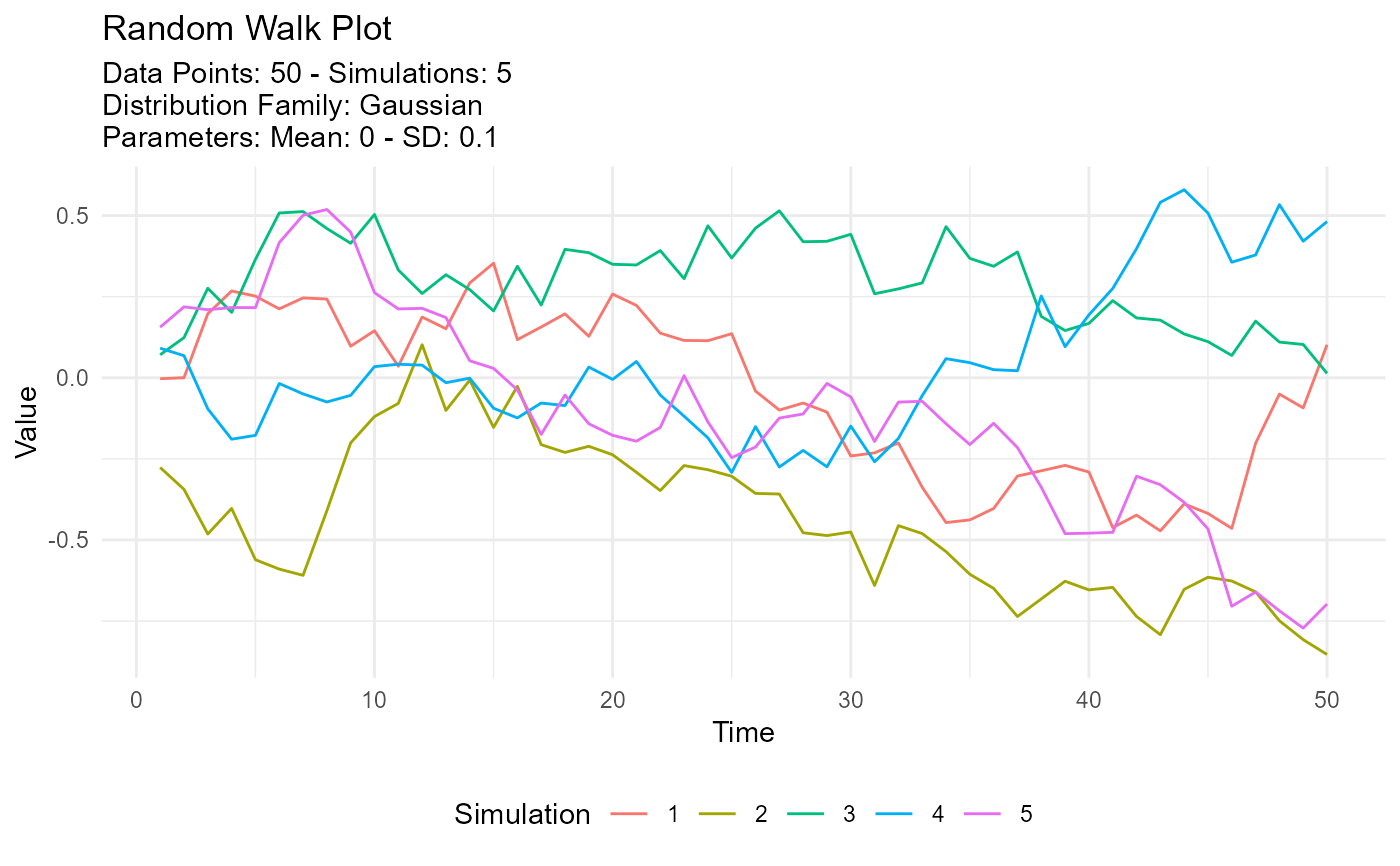 Random Walk Plot
Data Points: 50 - Simulations: 5
Distribution Family: Gaussian
Parameters: Mean: 0 - SD: 0.1
0.5
0.0
-0.5
Value
0 10 20 30 40 50
Time
Simulation 1 2 3 4 5